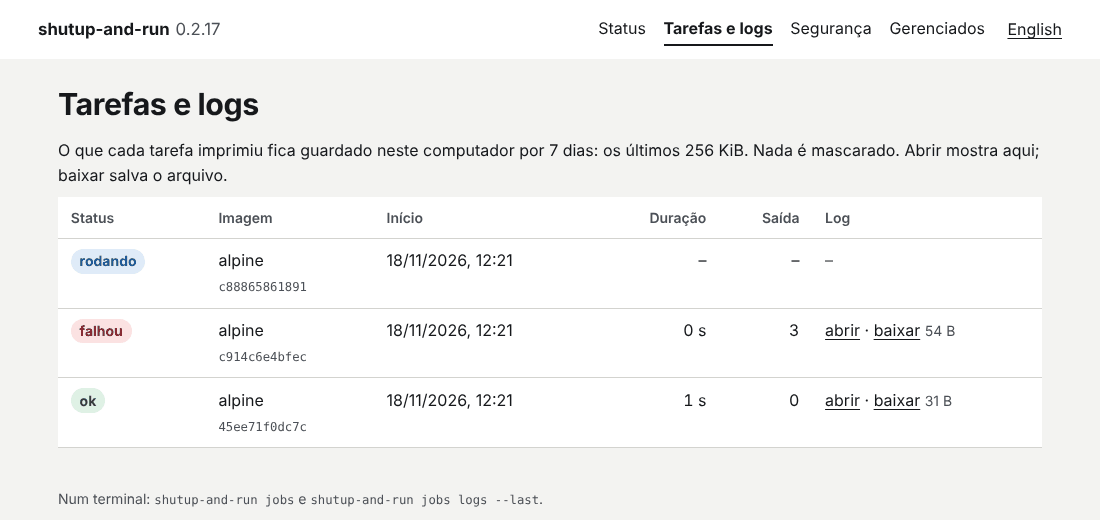 shutup-and-run 0.2.17 Status Tarefas e logs Segurança Gerenciados English
Tarefas e logs
O que cada tarefa imprimiu fica guardado neste computador por 7 dias: os últimos 256 KiB. Nada é mascarado. Abrir mostra aqui;
baixar salva o arquivo.
Status Imagem Início Duração Saída Log
rodando alpine 18/11/2026, 12:21 – – –
c88865861891
falhou alpine 18/11/2026, 12:21 0 s 3 abrir · baixar 54 B
c914c6e4bfec
ok alpine 18/11/2026, 12:21 1 s 0 abrir · baixar 31 B
45ee71f0dc7c
Num terminal: shutup-and-run jobs e shutup-and-run jobs logs --last.